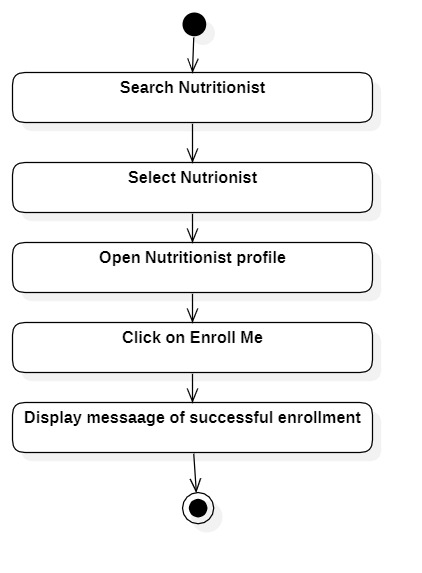 Search Nutritionist
Select Nutrionist
Open Nutritionist profile
Click on Enroll Me
Display messaage of successful enrollment